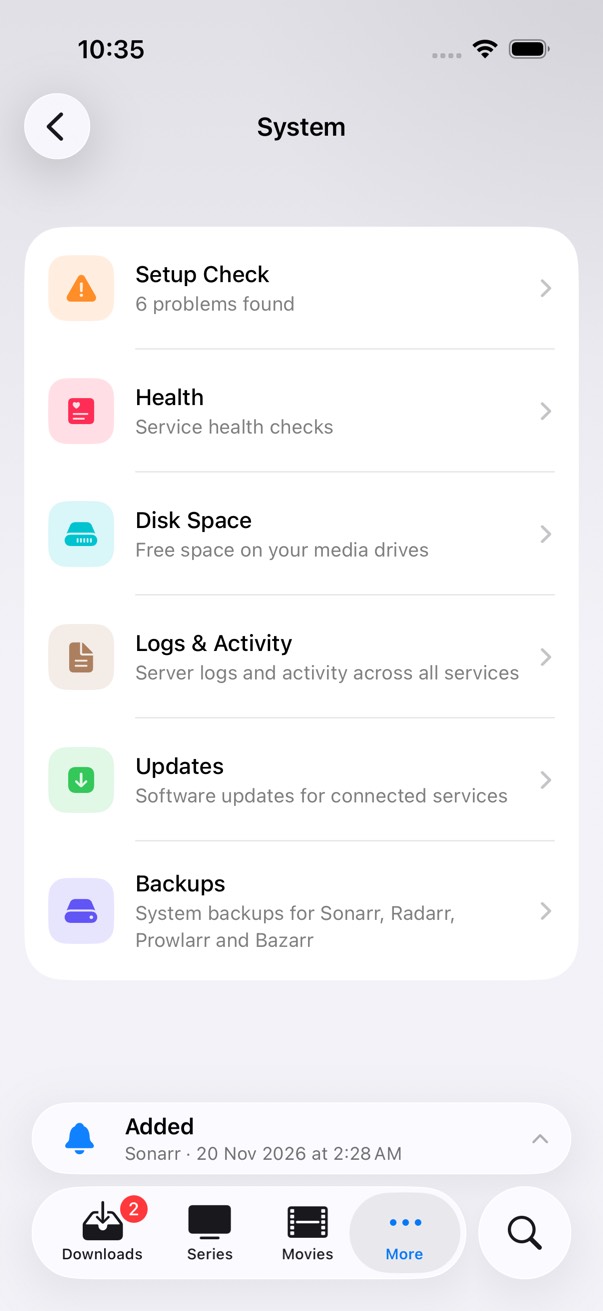 10:35
System
Setup Check
6 problems found
Health
Service health checks
Disk Space
Free space on your media drives
Logs & Activity
Server logs and activity across all services
Updates
Software updates for connected services
Backups
System backups for Sonarr, Radarr,
Prowlarr and Bazarr
Added
Sonarr · 20 Nov 2026 at 2:28 AM
2
Downloads
Series
Movies
More